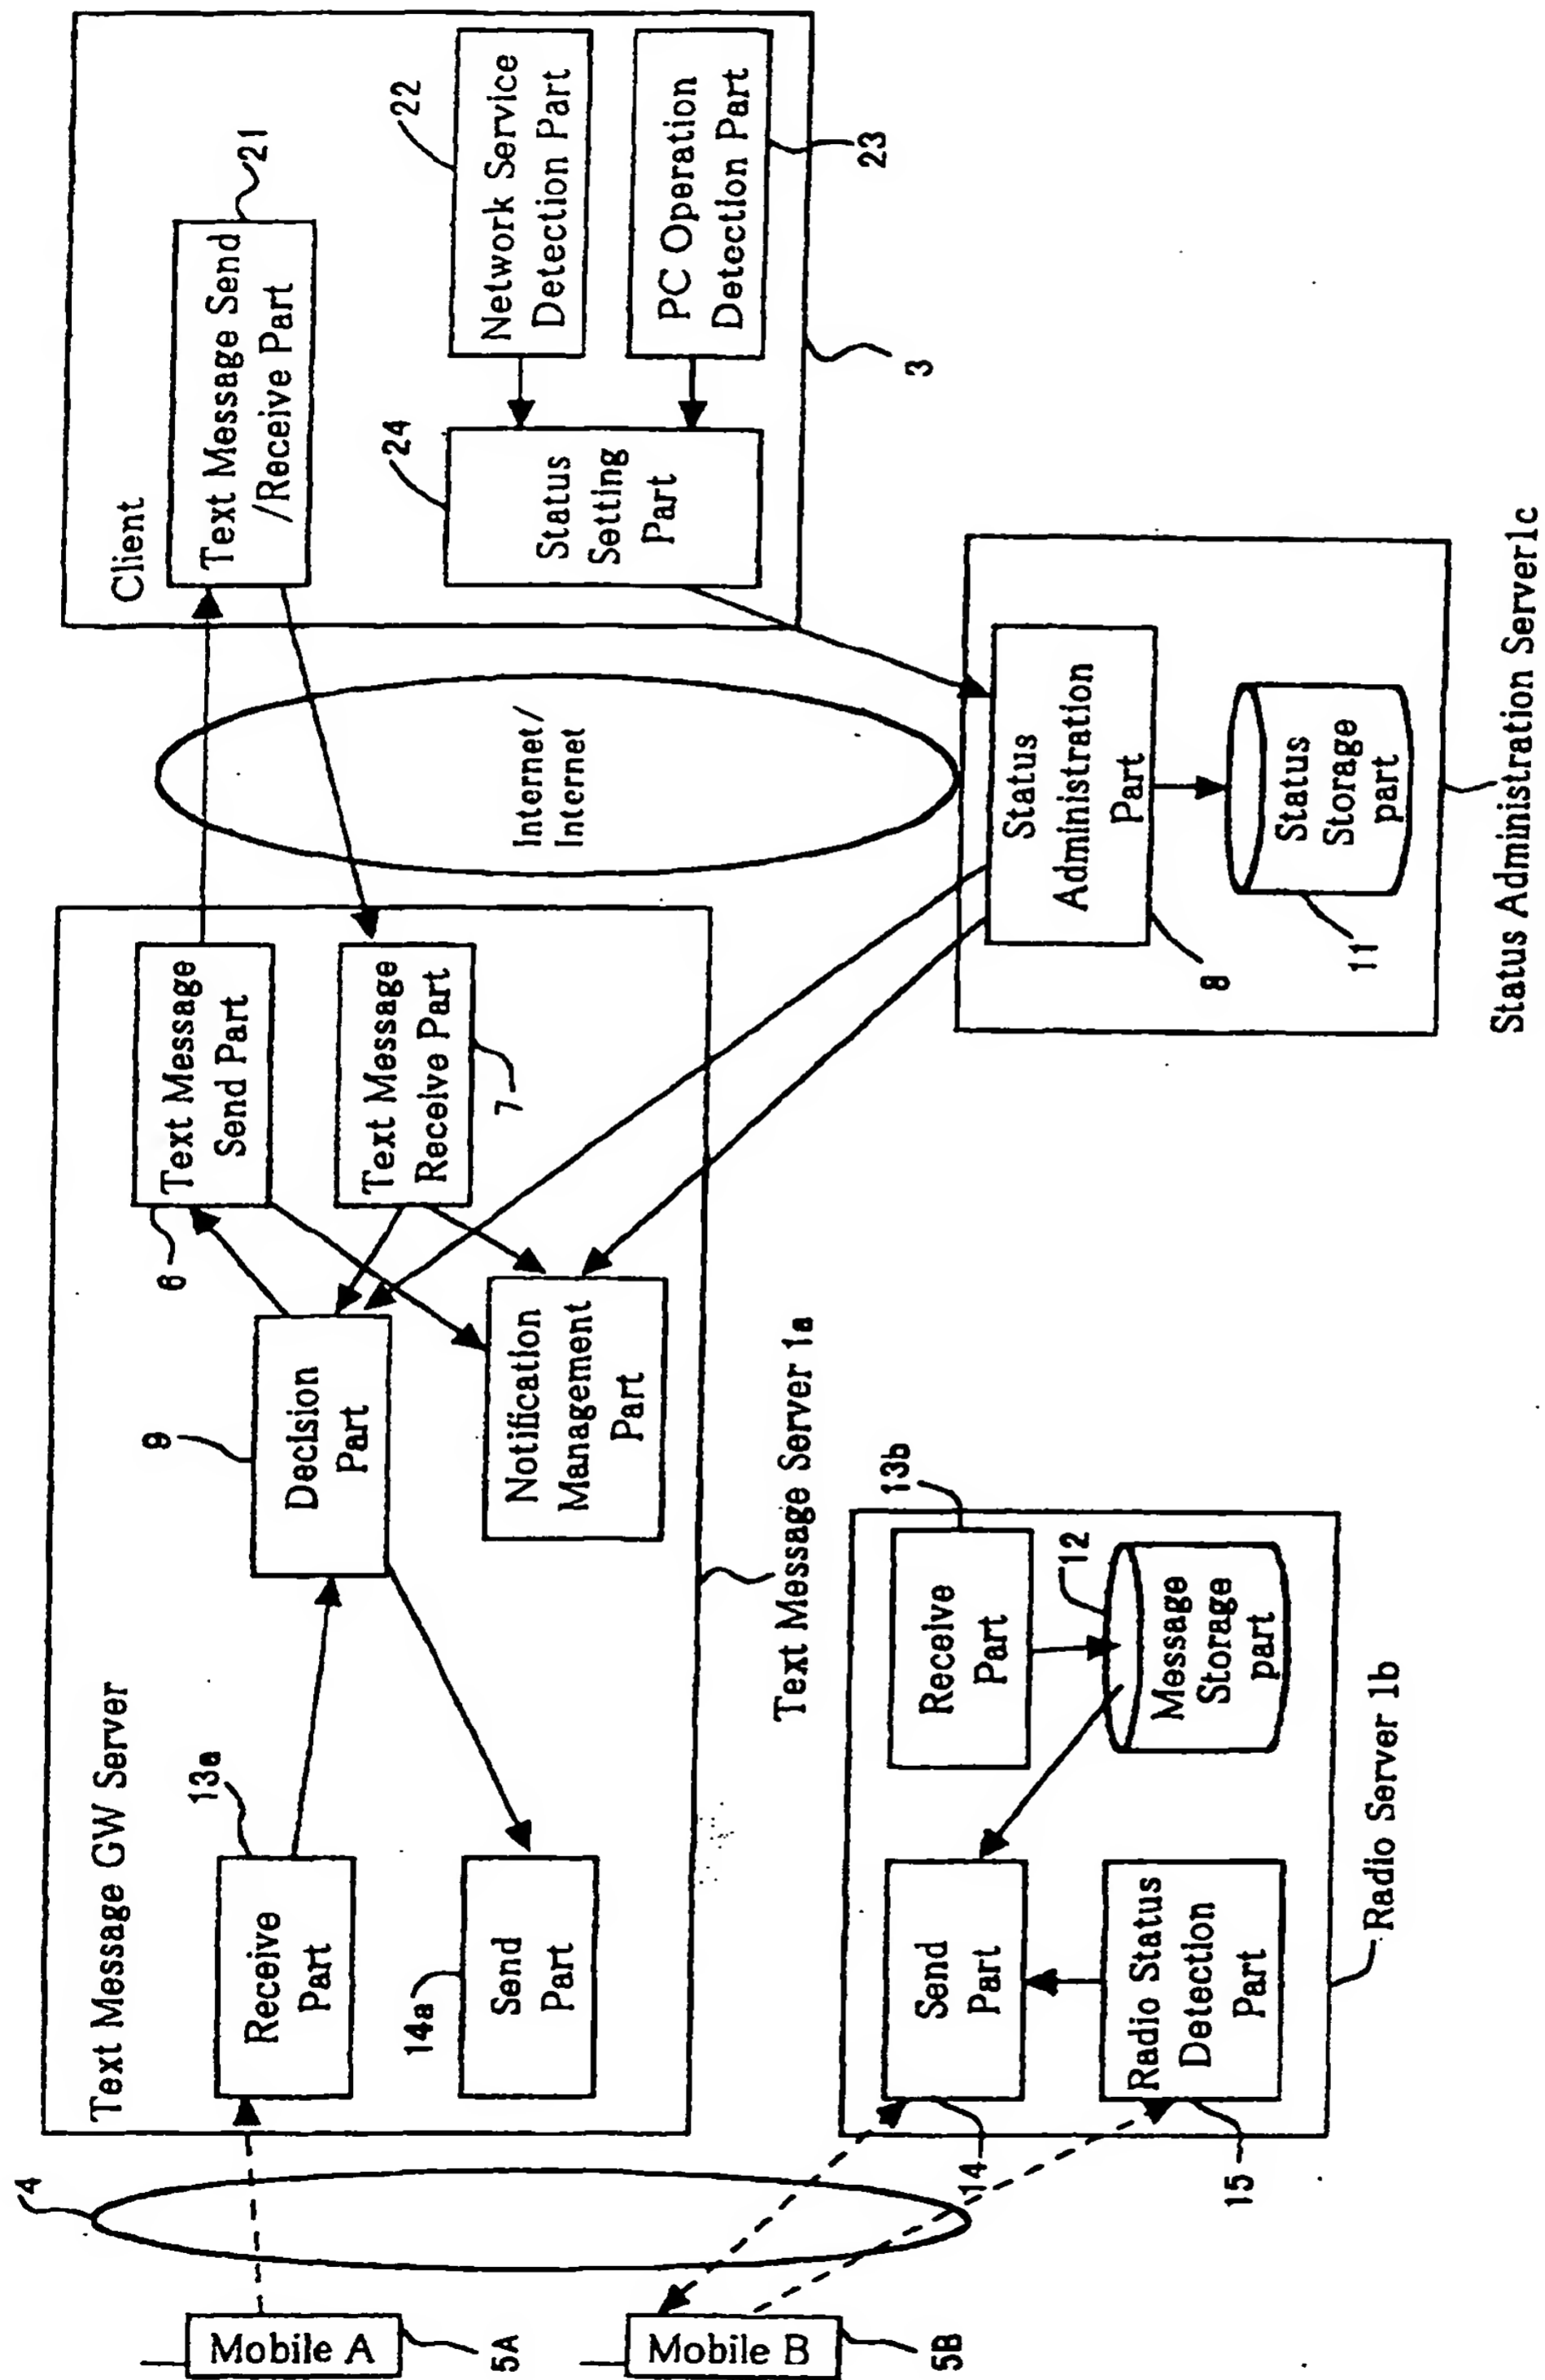 Text Message GW Server
Client
Mobile A
5A
Mobile B
5B
4
Receive
Part
13a
Send
Part
14a
Decision
Part
9
Text Message
Send Part
6
Text Message
Receive Part
7
Notification
Management
Part
Text Message Server 1a
Internet/
Internet
Text Message Send
/Receive Part
21
Network Service
Detection Part
22
PC Operation
Detection Part
23
Status
Setting
Part
24
3
Send
Part
14
Radio Status
Detection
Part
15
Receive
Part
13b
Message
Storage
part
12
Radio Server 1b
Status
Administration
Part
8
Status
Storage
part
11
Status Administration Server1c